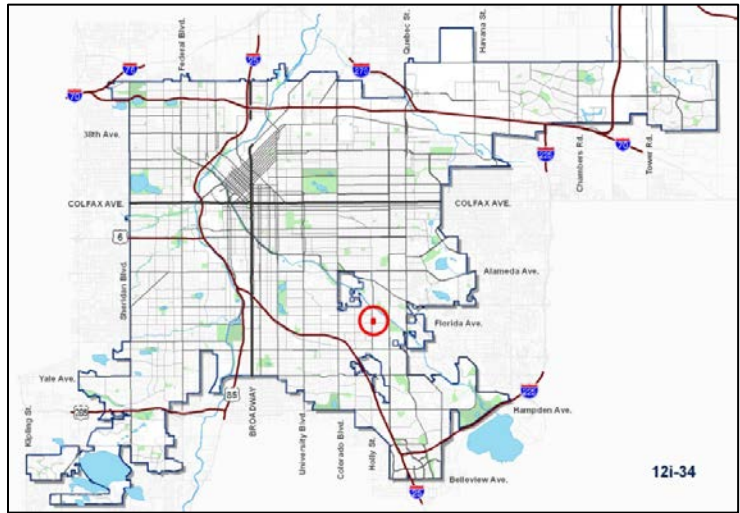 Federal Blvd.
Quebec St.
Havana St.
76
25
270
70
38th Ave.
225
Chambers Rd.
70
Tower Rd.
COLFAX AVE.
COLFAX AVE.
6
Sheridan Blvd.
Alameda Ave.
Florida Ave.
Yale Ave.
85
225
285
Kipling St.
BROADWAY
University Blvd.
Colorado Blvd.
Holly St.
Hampden Ave.
Belleview Ave.
25
12i-34